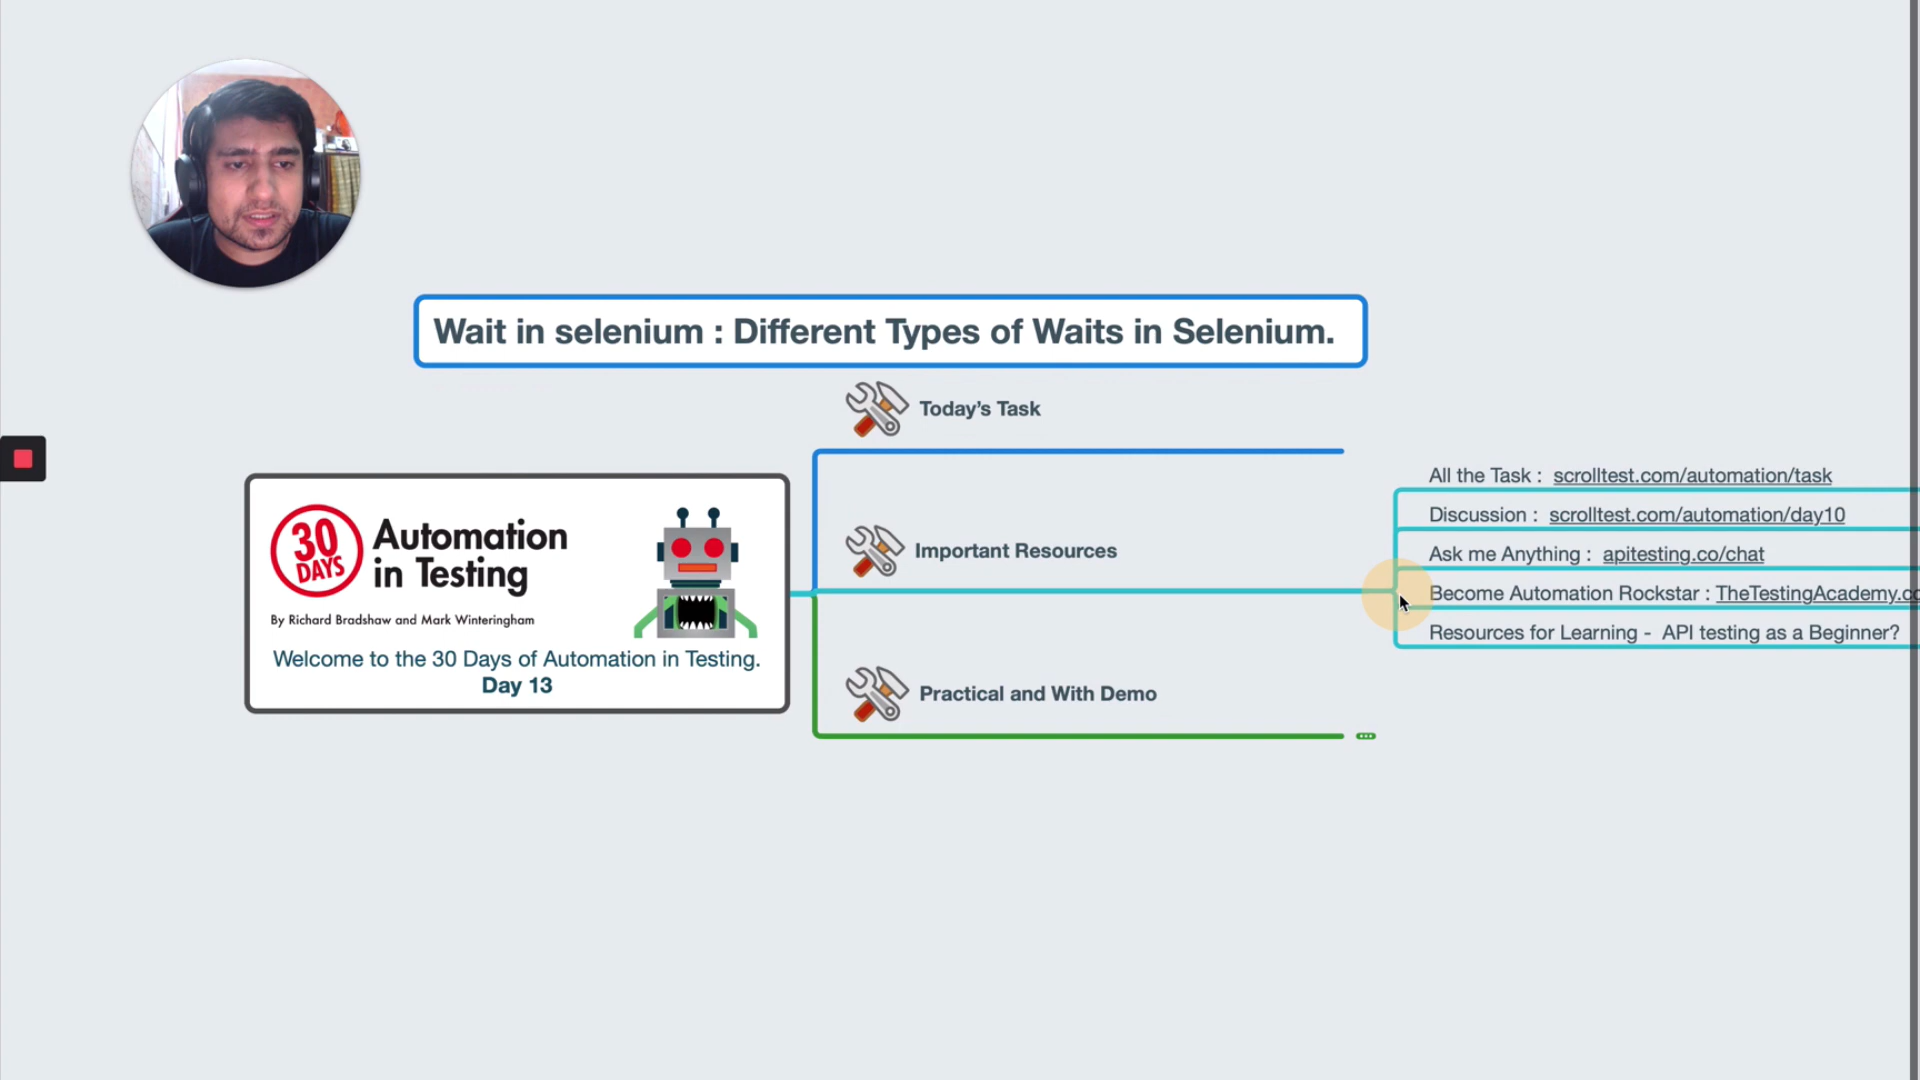 Wait in selenium : Different Types of Waits in Selenium.
Today's Task
All the Task : scrolltest.com/automation/task
Discussion : scrolltest.com/automation/day10
Important Resources
Ask me Anything : apitesting.co/chat
Become Automation Rockstar : TheTestingAcademy.co
Resources for Learning - API testing as a Beginner?
30
DAYS
Automation
in Testing
By Richard Bradshaw and Mark Winteringham
Welcome to the 30 Days of Automation in Testing.
Day 13
Practical and With Demo